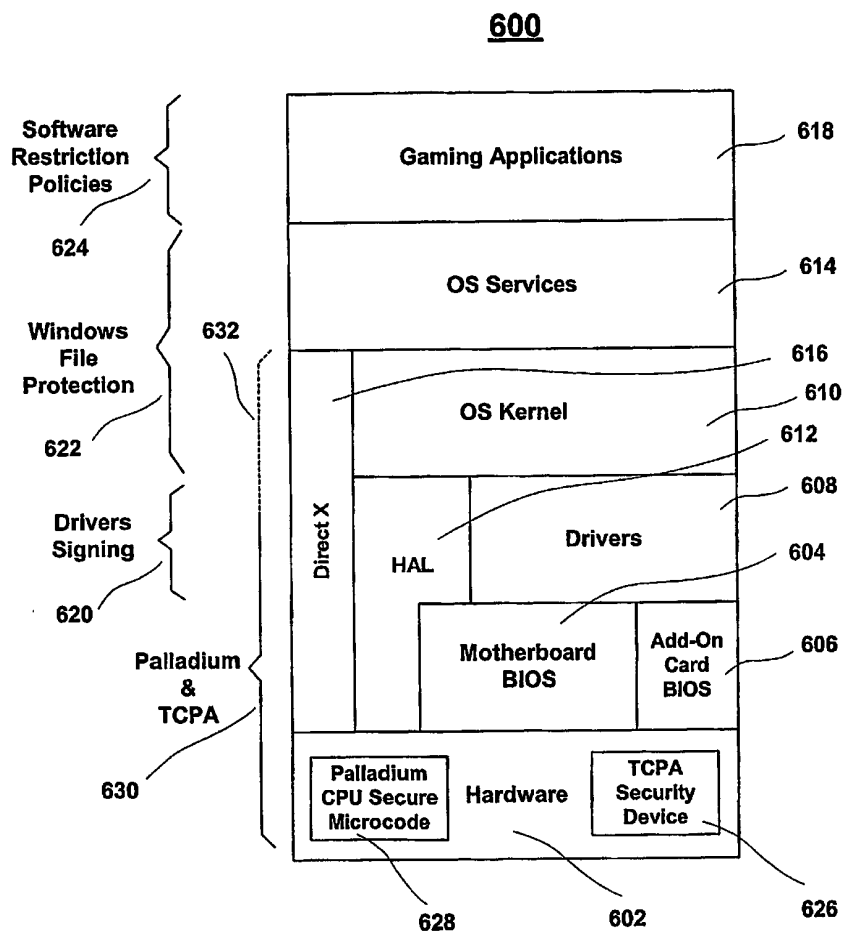 600
Software
Restriction
Policies
624
Gaming Applications
618
OS Services
614
Windows
File
Protection
622
632
616
OS Kernel
610
612
Drivers
Signing
620
Direct X
HAL
Drivers
608
604
Motherboard
BIOS
Add-On
Card
BIOS
606
Palladium
&
TCPA
630
Palladium
CPU Secure
Microcode
Hardware
TCPA
Security
Device
628
602
626